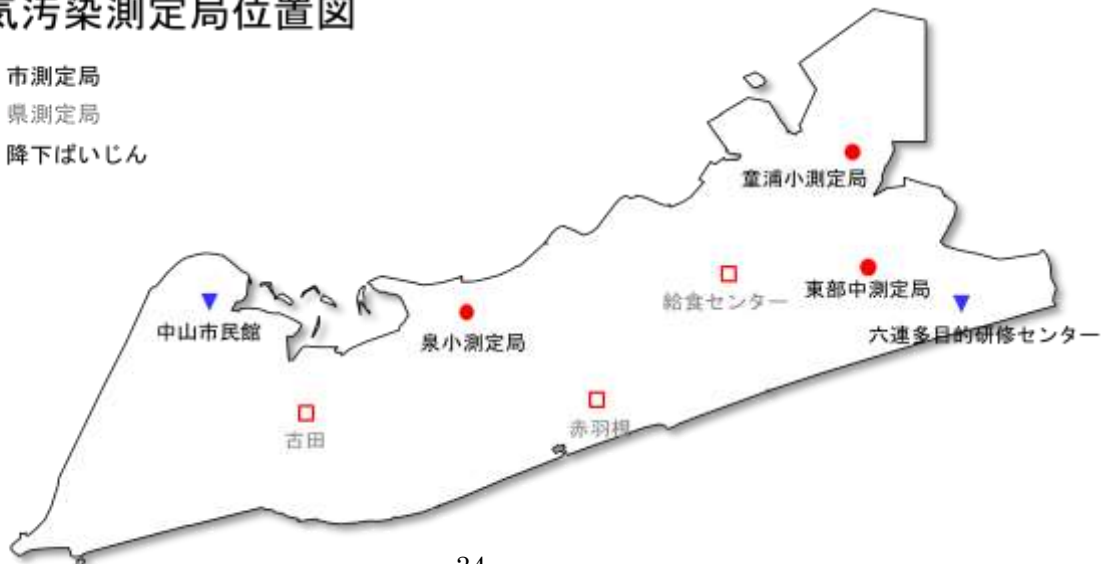 気汚染測定局位置図
市測定局
県測定局
降下ばいじん
童浦小測定局
給食センター
東部中測定局
中山市民館
泉小測定局
六連多目的研修センター
古田
赤羽根
34